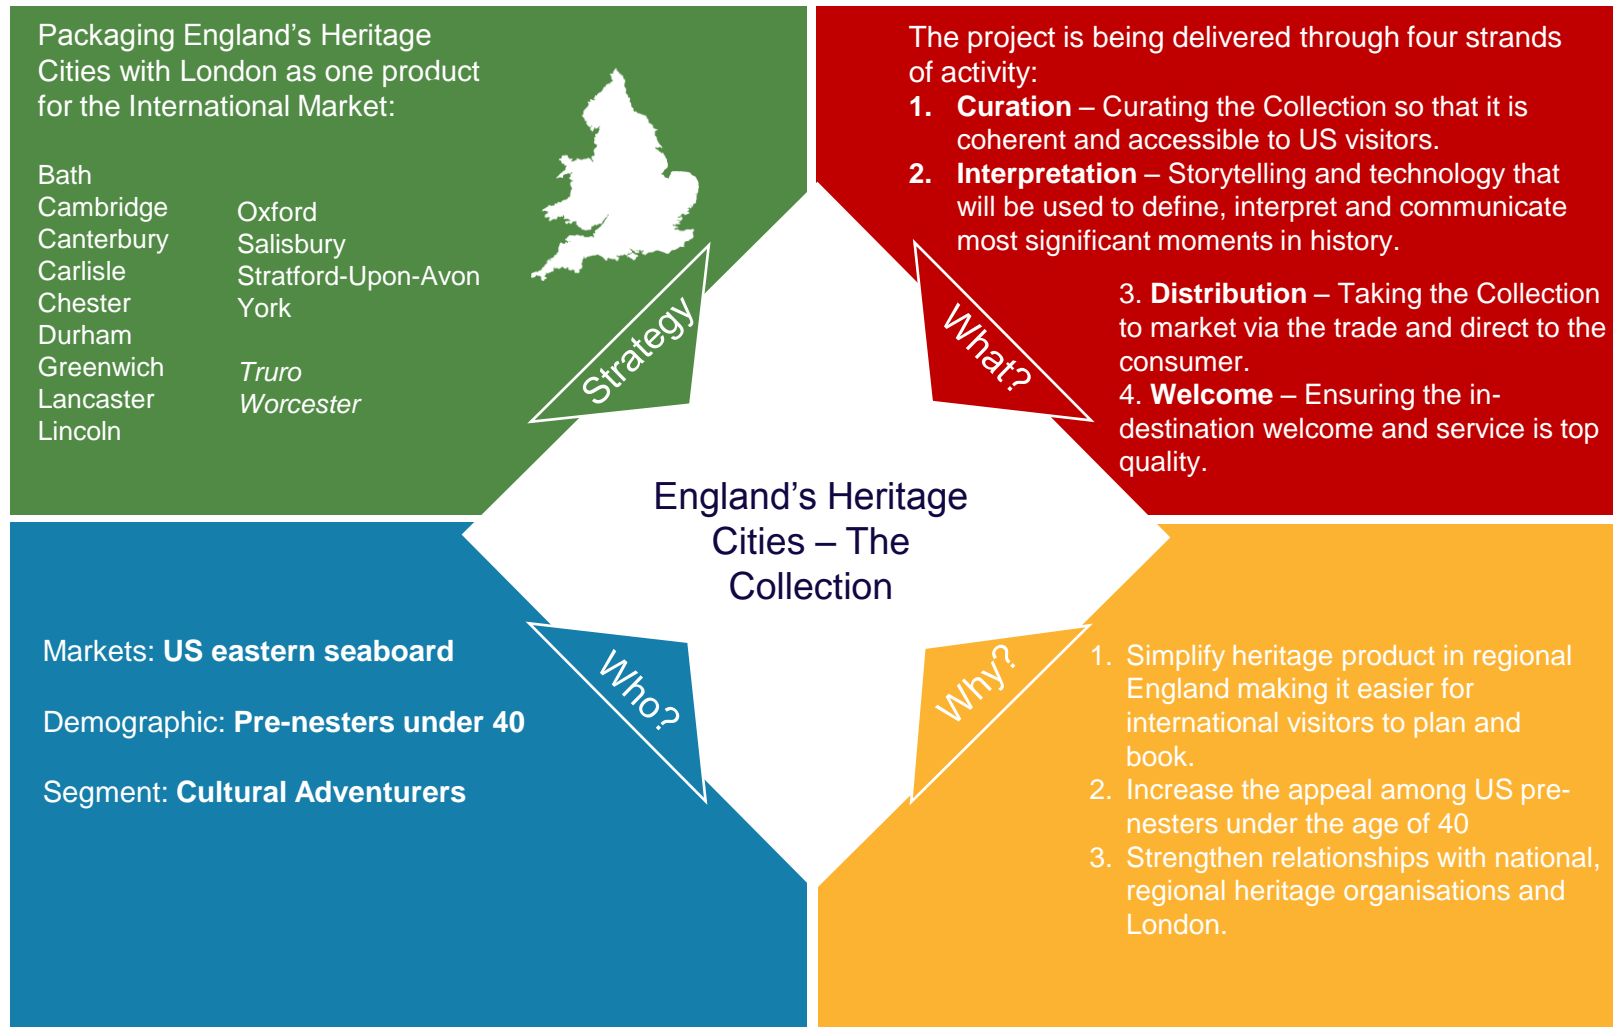 Packaging England’s Heritage
Cities with London as one product
for the International Market:
Bath
Cambridge
Canterbury
Carlisle
Chester
Durham
Greenwich
Lancaster
Lincoln
Oxford
Salisbury
Stratford-Upon-Avon
York
Truro
Worcester
Strategy
The project is being delivered through four strands
of activity:
1. Curation – Curating the Collection so that it is
coherent and accessible to US visitors.
2. Interpretation – Storytelling and technology that
will be used to define, interpret and communicate
most significant moments in history.
3. Distribution – Taking the Collection
to market via the trade and direct to the
consumer.
4. Welcome – Ensuring the in-
destination welcome and service is top
quality.
What?
England’s Heritage
Cities – The
Collection
Markets: US eastern seaboard
Demographic: Pre-nesters under 40
Segment: Cultural Adventurers
Who?
Why?
1. Simplify heritage product in regional
England making it easier for
international visitors to plan and
book.
2. Increase the appeal among US pre-
nesters under the age of 40
3. Strengthen relationships with national,
regional heritage organisations and
London.